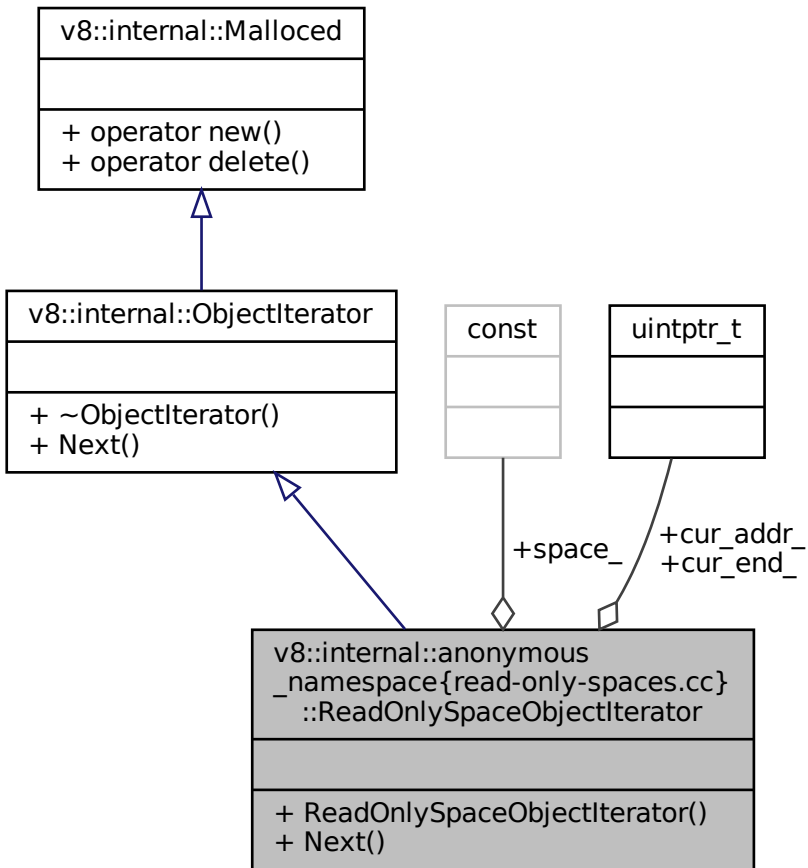 v8::internal::Malloced
+ operator new()
+ operator delete()
v8::internal::ObjectIterator
+ ~ObjectIterator()
+ Next()
const
uintptr_t
+space_
+cur_addr_
+cur_end_
v8::internal::anonymous
_namespace{read-only-spaces.cc}
::ReadOnlySpaceObjectIterator
+ ReadOnlySpaceObjectIterator()
+ Next()